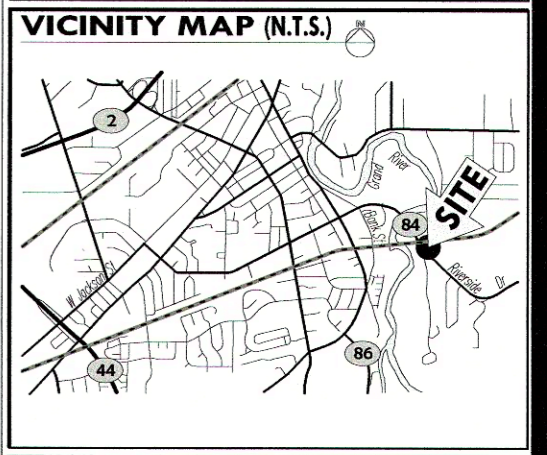 VICINITY MAP (N.T.S.)
N
2
Grand River
SITE
84
Bank St
W Jackson St
Riverside Dr
86
44